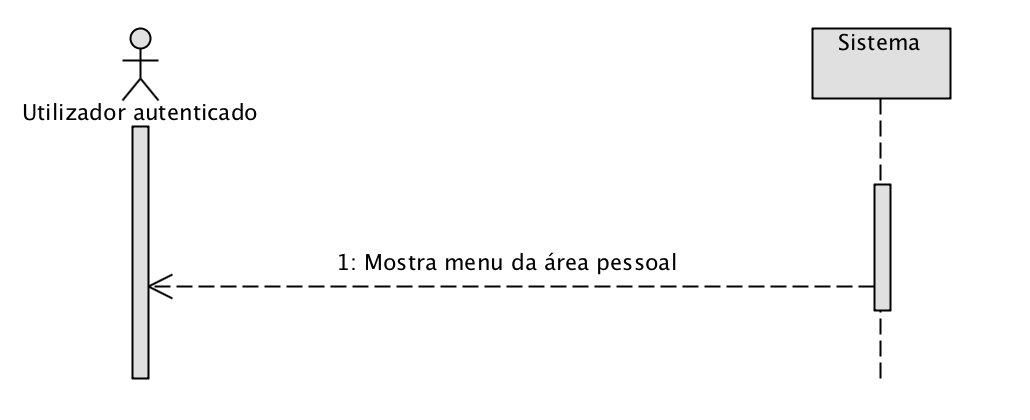 Sistema
Utilizador autenticado
1: Mostra menu da área pessoal